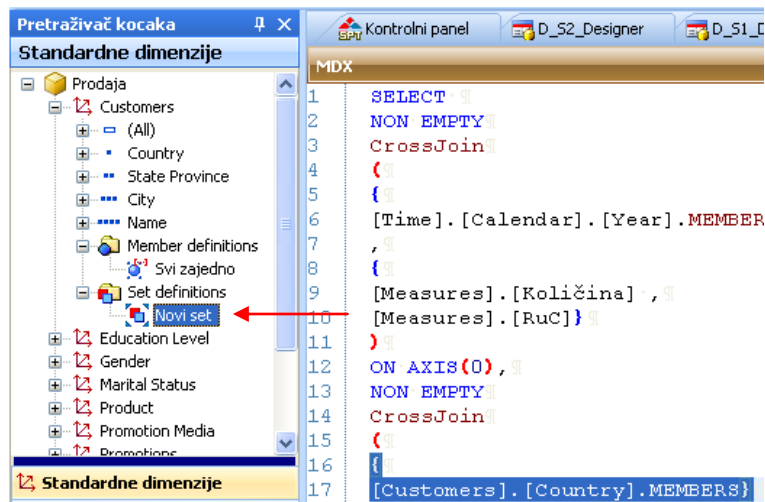 Pretraživač kocaka
Standardne dimenzije
Prodaja
Customers
(All)
Country
State Province
City
Name
Member definitions
Svi zajedno
Set definitions
Novi set
Education Level
Gender
Marital Status
Product
Promotion Media
Promotions
Standardne dimenzije
Kontrolni panel D_S2_Designer D_S1_D
MDX
1 SELECT
2 NON EMPTY
3 CrossJoin
4 (
5 {
6 [Time].[Calendar].[Year].MEMBER
7 ,
8 {
9 [Measures].[Količina] ,
10 [Measures].[RuC]}
11 )
12 ON AXIS(0),
13 NON EMPTY
14 CrossJoin
15 (
16 {
17 [Customers].[Country].MEMBERS}